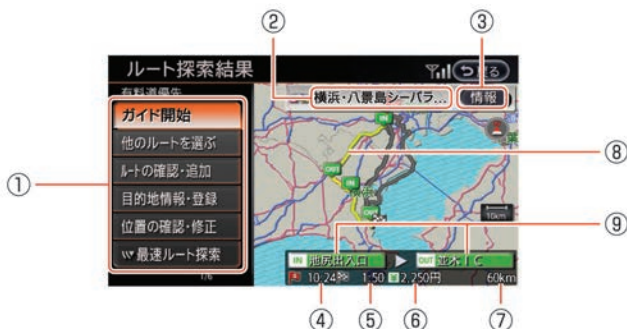 ② ③
ルート探索結果 戻る
有料道優先 横浜・八景島シーパラ... 情報
ガイド開始
他のルートを選ぶ
ルートの確認・追加
目的地情報・登録
位置の確認・修正
最速ルート探索
1/6
①
IN
OUT
IN
OUT
⑧
10km
⑨
IN 池尻出入口 OUT 並木IC
10:24 1:50 2,250円 60km
④ ⑤ ⑥ ⑦